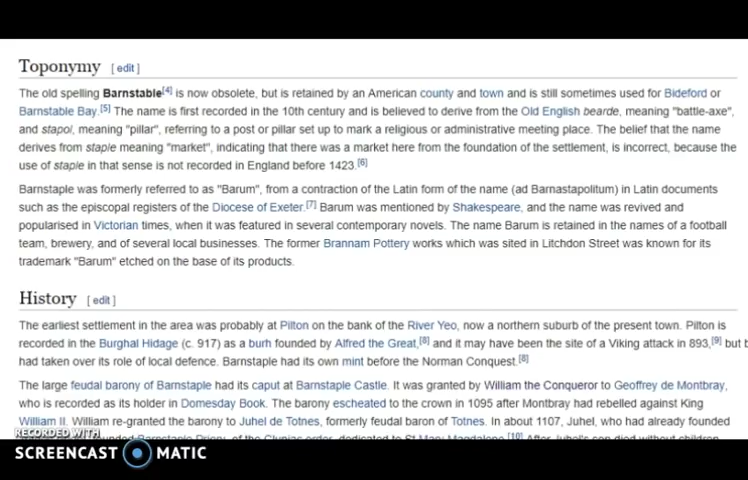 Toponymy [ edit ]
The old spelling Barnstable[4] is now obsolete, but is retained by an American county and town and is still sometimes used for Bideford or
Barnstable Bay.[5] The name is first recorded in the 10th century and is believed to derive from the Old English bearde, meaning "battle-axe",
and stapol, meaning "pillar", referring to a post or pillar set up to mark a religious or administrative meeting place. The belief that the name
derives from staple meaning "market", indicating that there was a market here from the foundation of the settlement, is incorrect, because the
use of staple in that sense is not recorded in England before 1423.[6]
Barnstaple was formerly referred to as "Barum", from a contraction of the Latin form of the name (ad Barnastapolitum) in Latin documents
such as the episcopal registers of the Diocese of Exeter.[7] Barum was mentioned by Shakespeare, and the name was revived and
popularised in Victorian times, when it was featured in several contemporary novels. The name Barum is retained in the names of a football
team, brewery, and of several local businesses. The former Brannam Pottery works which was sited in Litchdon Street was known for its
trademark "Barum" etched on the base of its products.
History [ edit ]
The earliest settlement in the area was probably at Pilton on the bank of the River Yeo, now a northern suburb of the present town. Pilton is
recorded in the Burghal Hidage (c. 917) as a burh founded by Alfred the Great,[8] and it may have been the site of a Viking attack in 893,[9] but b
had taken over its role of local defence. Barnstaple had its own mint before the Norman Conquest.[8]
The large feudal barony of Barnstaple had its caput at Barnstaple Castle. It was granted by William the Conqueror to Geoffrey de Montbray,
who is recorded as its holder in Domesday Book. The barony escheated to the crown in 1095 after Montbray had rebelled against King
William II. William re-granted the barony to Juhel de Totnes, formerly feudal baron of Totnes. In about 1107, Juhel, who had already founded
Barnstaple Priory, of the Cluniac order, dedicated to St Mary Magdalene.[10] After Juhel's son died without children
RECORDED WITH
SCREENCAST MATIC